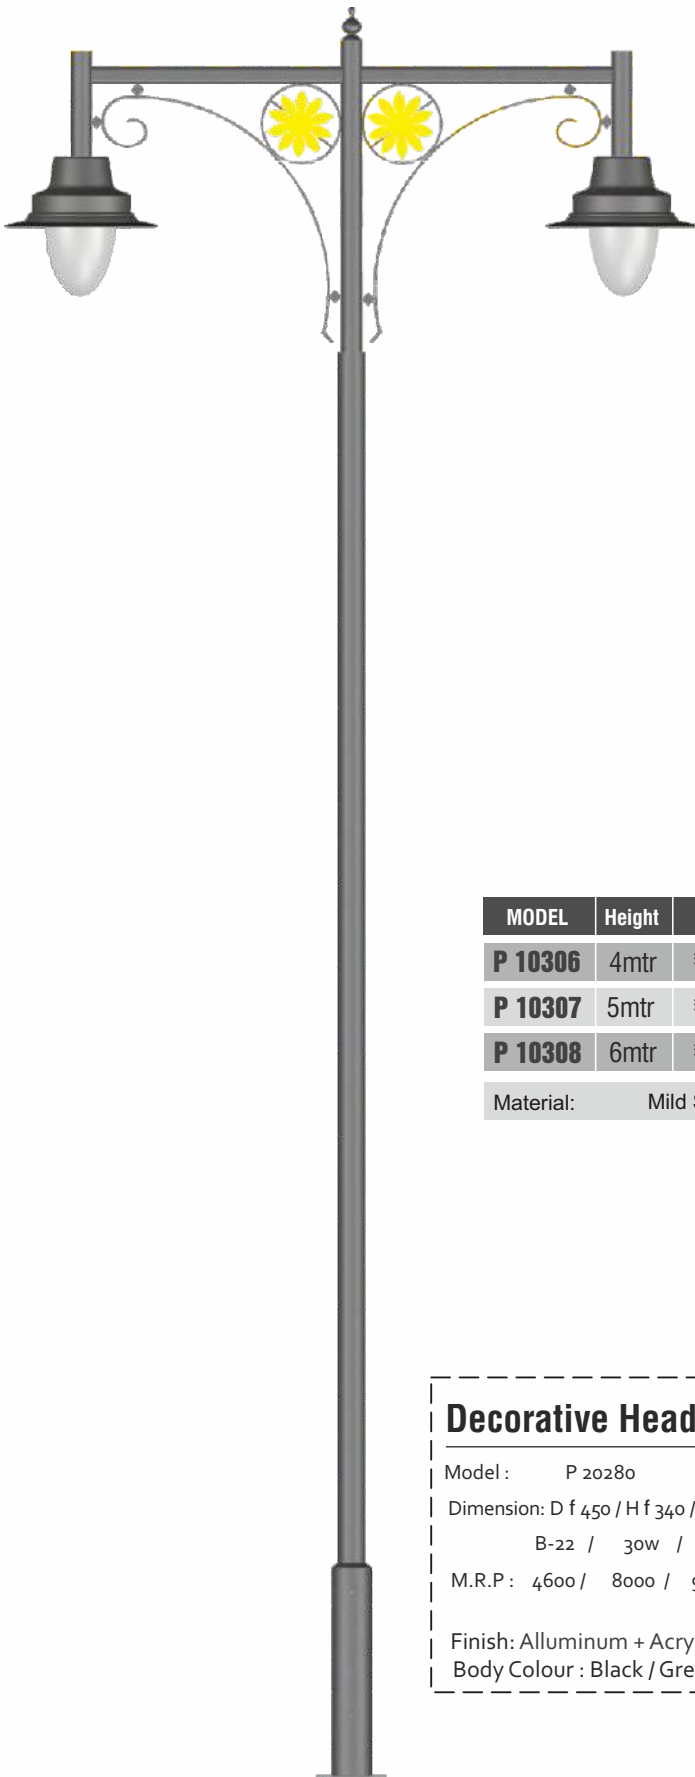 MODEL Height
P 10306 4mtr
P 10307 5mtr
P 10308 6mtr
Material: Mild
Decorative Head
Model : P 20280
Dimension: D f 450 / H f 340 /
B-22 / 30w /
M.R.P : 4600 / 8000 /
Finish: Alluminum + Acry
Body Colour : Black / Gre